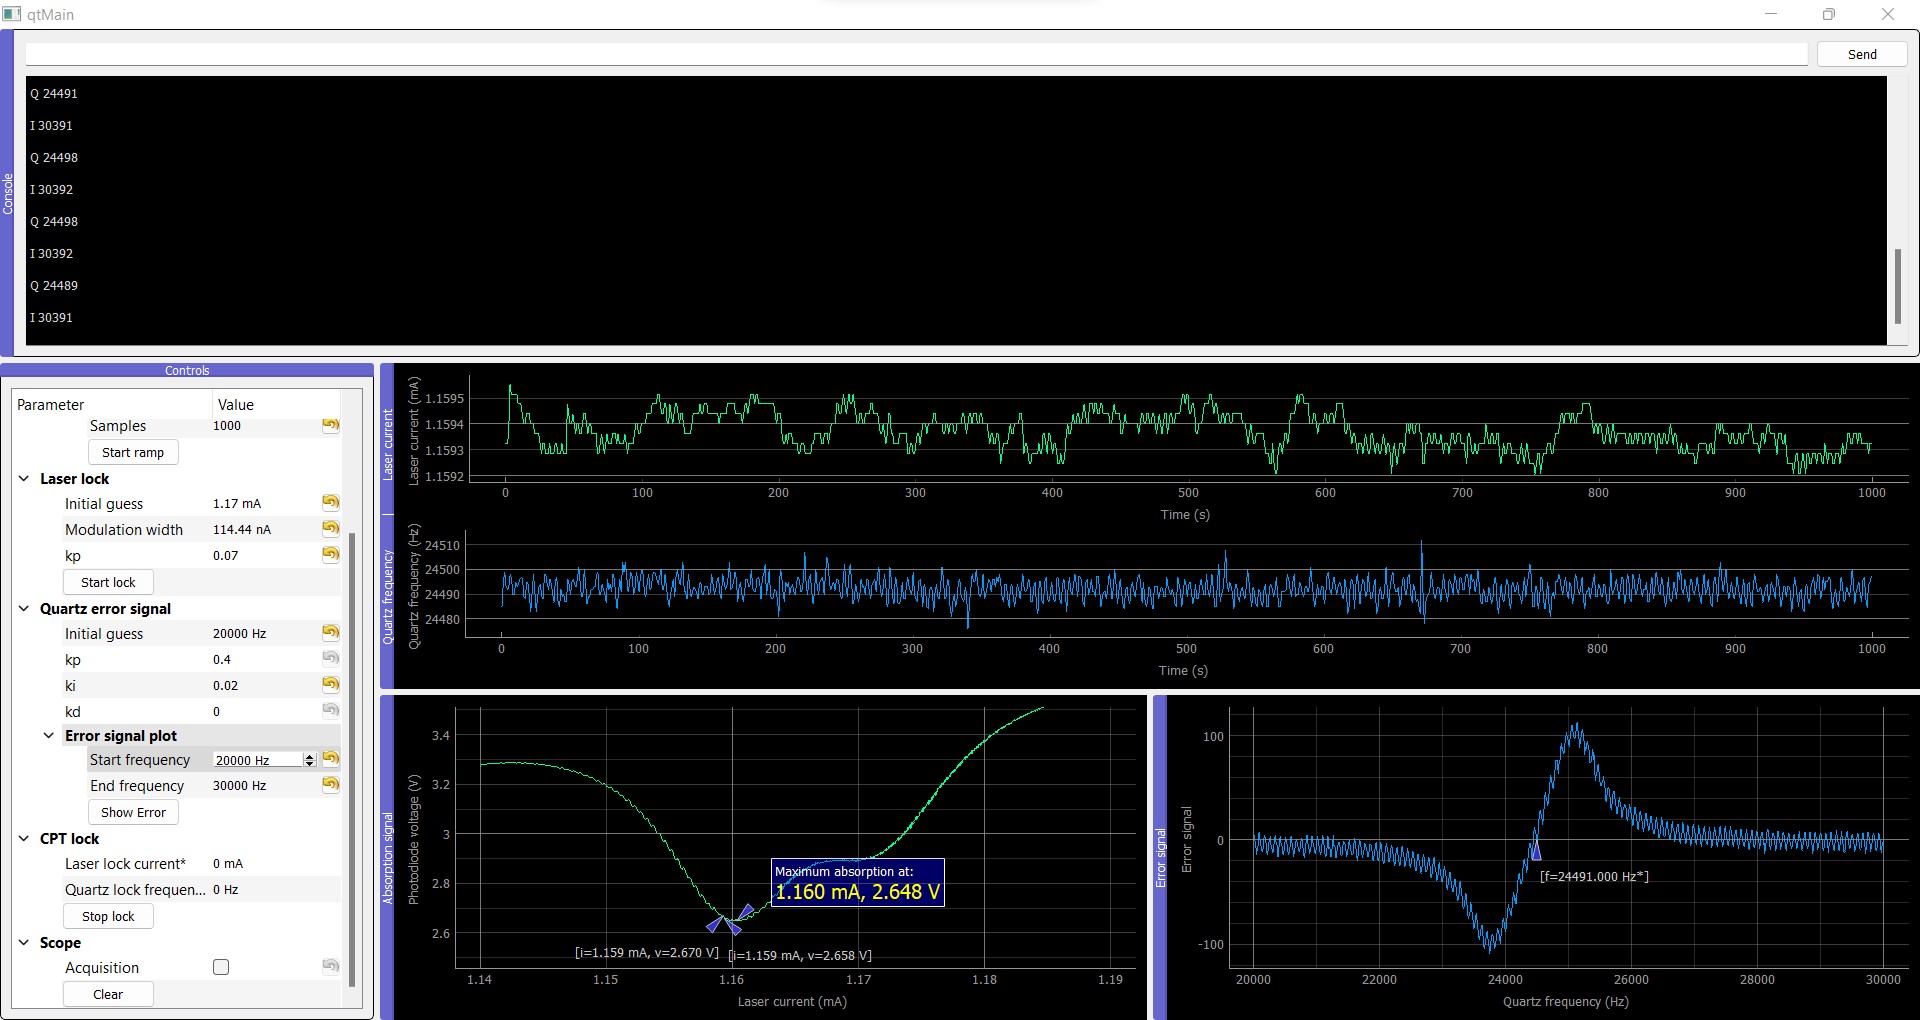 qtMain
Send
Console
Q 24491
I 30391
Q 24498
I 30392
Q 24498
I 30392
Q 24489
I 30391
Controls
Parameter Value
Samples 1000
Start ramp
Laser lock
Initial guess 1.17 mA
Modulation width 114.44 nA
kp 0.07
Start lock
Quartz error signal
Initial guess 20000 Hz
kp 0.4
ki 0.02
kd 0
Error signal plot
Start frequency 20000 Hz
End frequency 30000 Hz
Show Error
CPT lock
Laser lock current* 0 mA
Quartz lock frequen... 0 Hz
Stop lock
Scope
Acquisition
Clear
Laser current
Laser current (mA)
1.1595
1.1594
1.1593
1.1592
0 100 200 300 400 500 600 700 800 900 1000
Time (s)
Quartz frequency
Quartz frequency (Hz)
24510
24500
24490
24480
0 100 200 300 400 500 600 700 800 900 1000
Time (s)
Absorption signal
Photodiode voltage (V)
3.4
3.2
3
2.8
2.6
Maximum absorption at:
1.160 mA, 2.648 V
[i=1.159 mA, v=2.670 V] [i=1.159 mA, v=2.658 V]
1.14 1.15 1.16 1.17 1.18 1.19
Laser current (mA)
Error signal
Error signal
100
0
-100
[f=24491.000 Hz*]
20000 22000 24000 26000 28000 30000
Quartz frequency (Hz)